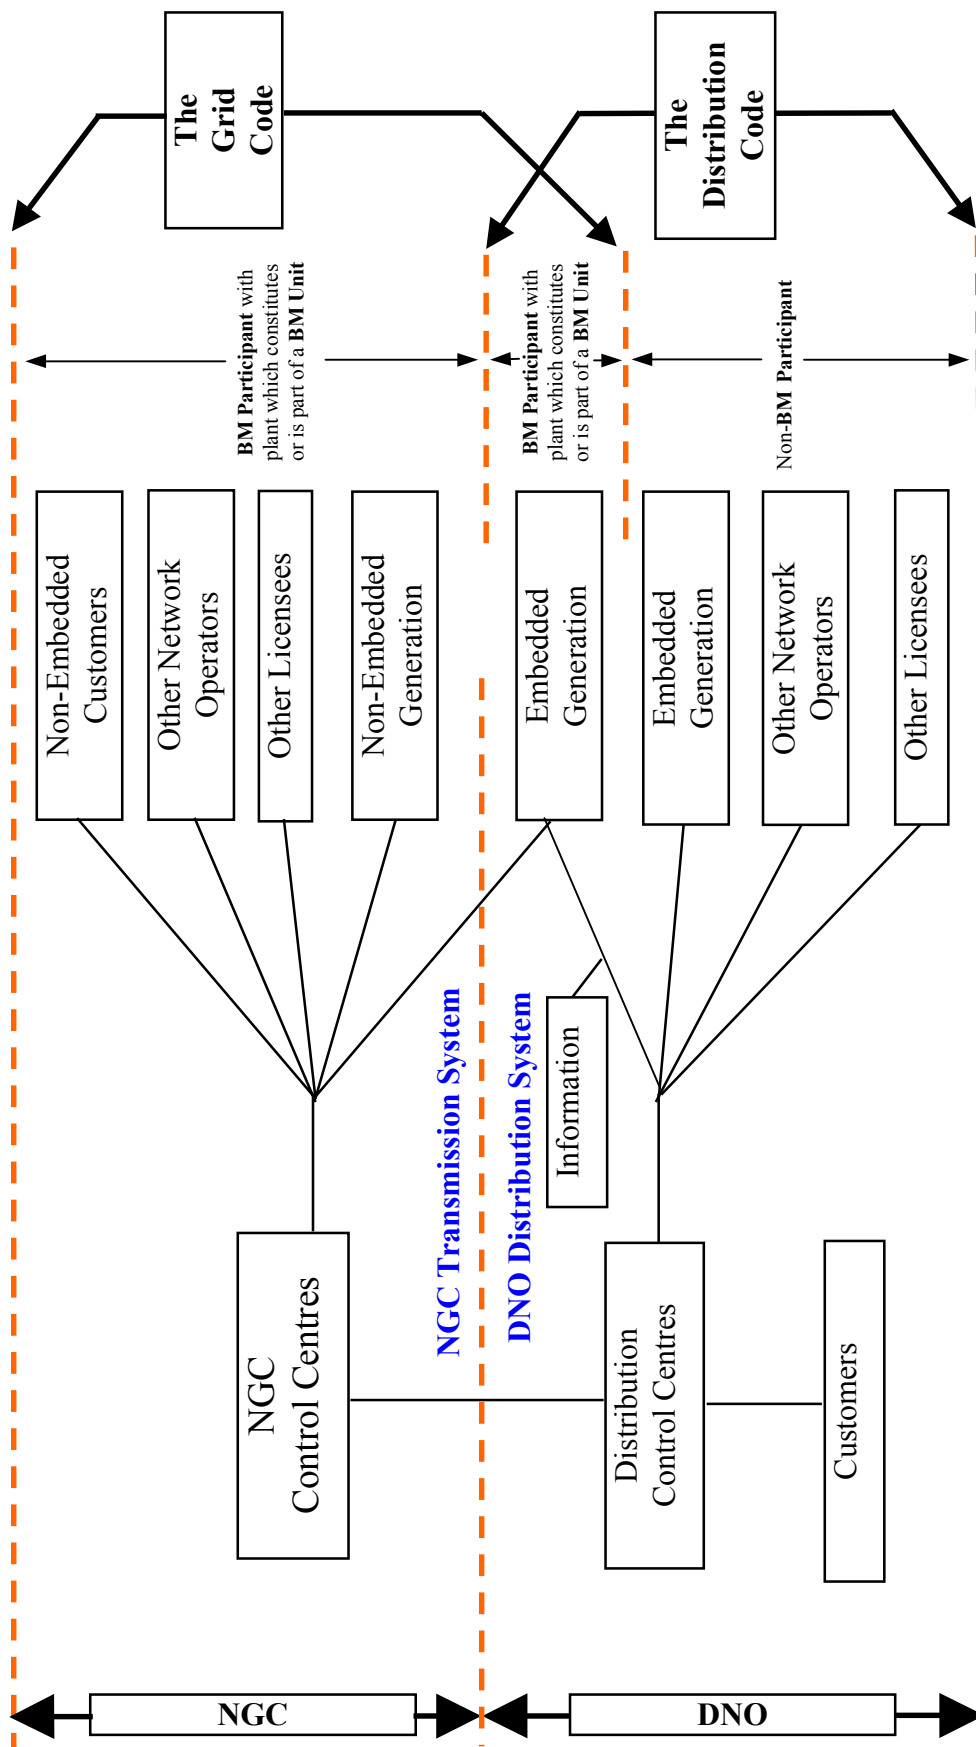 The
Grid
Code
The
Distribution
Code
BM Participant with
plant which constitutes
or is part of a BM Unit
BM Participant with
plant which constitutes
or is part of a BM Unit
Non-BM Participant
Non-Embedded
Customers
Other Network
Operators
Other Licensees
Non-Embedded
Generation
Embedded
Generation
Embedded
Generation
Other Network
Operators
Other Licensees
NGC Transmission System
DNO Distribution System
Information
NGC
Control Centres
Distribution
Control Centres
Customers
NGC
DNO